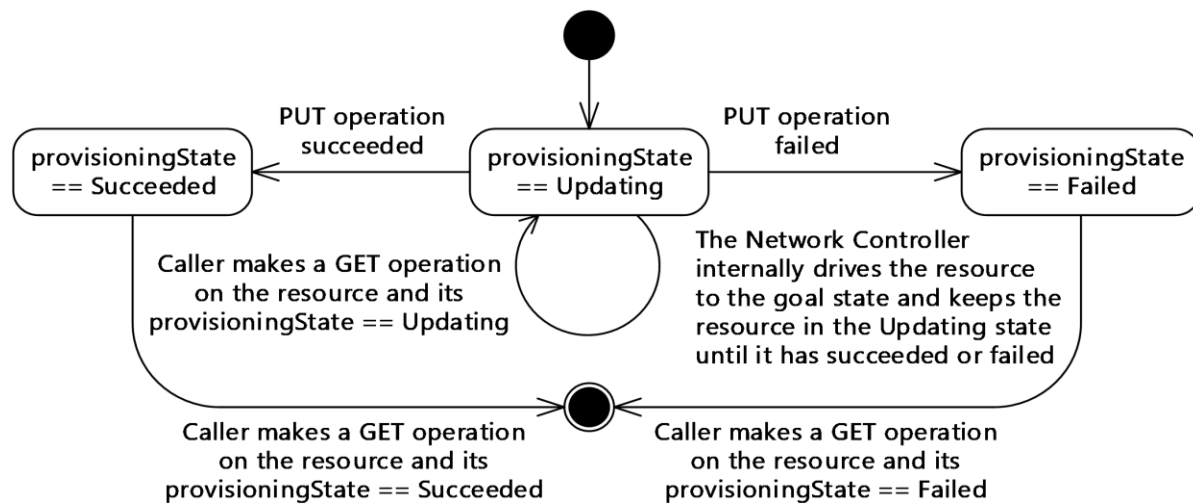 PUT operation
succeeded
PUT operation
failed
provisioningState
== Succeeded
provisioningState
== Updating
provisioningState
== Failed
Caller makes a GET operation
on the resource and its
provisioningState == Updating
The Network Controller
internally drives the resource
to the goal state and keeps the
resource in the Updating state
until it has succeeded or failed
Caller makes a GET operation
on the resource and its
provisioningState == Succeeded
Caller makes a GET operation
on the resource and its
provisioningState == Failed